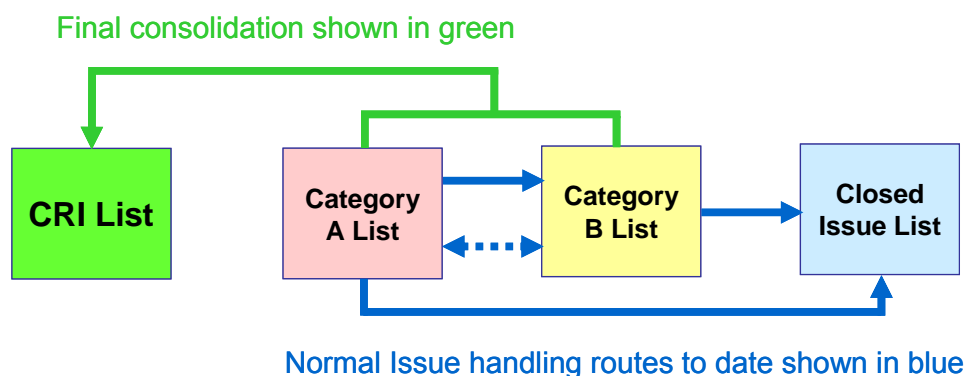 Final consolidation shown in green
CRI List
Category
A List
Category
B List
Closed
Issue List
Normal Issue handling routes to date shown in blue